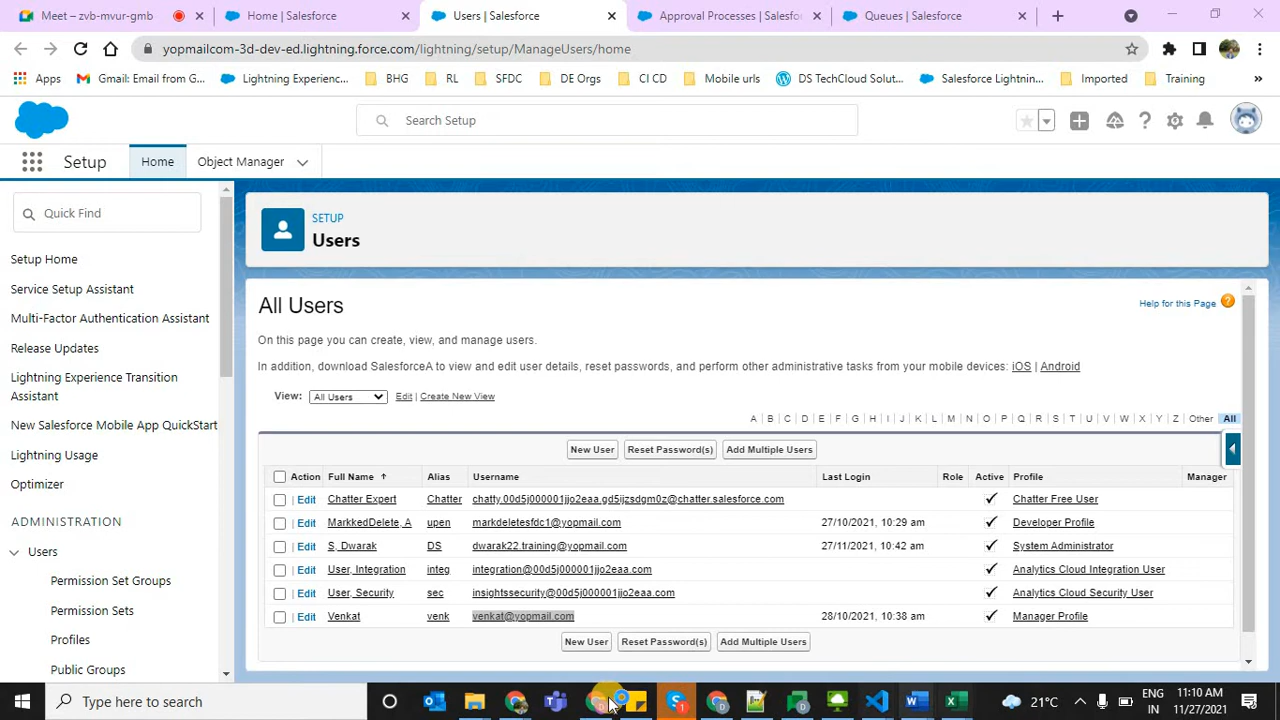 Meet – zvb-mvur-gmb
Home | Salesforce
Users | Salesforce
Approval Processes | Salesforce
Queues | Salesforce
yopmailcom-3d-dev-ed.lightning.force.com/lightning/setup/ManageUsers/home
Apps
Gmail: Email from G...
Lightning Experienc...
BHG
RL
SFDC
DE Orgs
CI CD
Mobile urls
DS TechCloud Solut...
Salesforce Lightnin...
Imported
Training
»
Search Setup
Setup
Home
Object Manager
Quick Find
Setup Home
Service Setup Assistant
Multi-Factor Authentication Assistant
Release Updates
Lightning Experience Transition
Assistant
New Salesforce Mobile App QuickStart
Lightning Usage
Optimizer
ADMINISTRATION
Users
Permission Set Groups
Permission Sets
Profiles
Public Groups
SETUP
Users
All Users
Help for this Page ?
On this page you can create, view, and manage users.
In addition, download SalesforceA to view and edit user details, reset passwords, and perform other administrative tasks from your mobile devices: iOS | Android
View: All Users Edit | Create New View
A | B | C | D | E | F | G | H | I | J | K | L | M | N | O | P | Q | R | S | T | U | V | W | X | Y | Z | Other | All
New User Reset Password(s) Add Multiple Users
Action Full Name ↑ Alias Username Last Login Role Active Profile Manager
| Edit Chatter Expert Chatter chatty.00d5j000001jjo2eaa.gd5ijzsdgm0z@chatter.salesforce.com ✓ Chatter Free User
| Edit MarkkedDelete, A upen markdeletesfdc1@yopmail.com 27/10/2021, 10:29 am ✓ Developer Profile
| Edit S, Dwarak DS dwarak22.training@yopmail.com 27/11/2021, 10:42 am ✓ System Administrator
| Edit User, Integration integ integration@00d5j000001jjo2eaa.com ✓ Analytics Cloud Integration User
| Edit User, Security sec insightssecurity@00d5j000001jjo2eaa.com ✓ Analytics Cloud Security User
| Edit Venkat venk venkat@yopmail.com 28/10/2021, 10:38 am ✓ Manager Profile
New User Reset Password(s) Add Multiple Users
Type here to search
21°C
ENG
IN
11:10 AM
11/27/2021